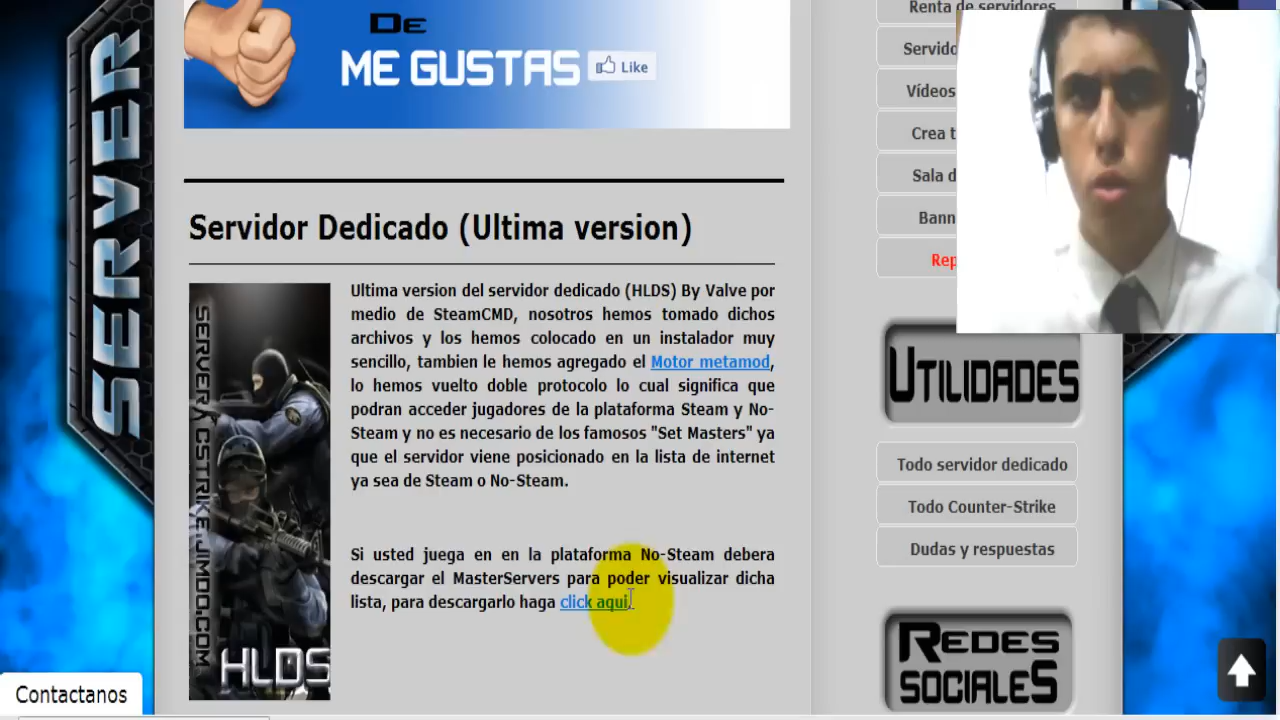 DE
ME GUSTAS
Like
Renta de servidores
Servido
Vídeos
Crea t
Sala d
Bann
Rep
SERVER
Servidor Dedicado (Ultima version)
Ultima version del servidor dedicado (HLDS) By Valve por
medio de SteamCMD, nosotros hemos tomado dichos
archivos y los hemos colocado en un instalador muy
sencillo, tambien le hemos agregado el Motor metamod,
lo hemos vuelto doble protocolo lo cual significa que
podran acceder jugadores de la plataforma Steam y No-
Steam y no es necesario de los famosos "Set Masters" ya
que el servidor viene posicionado en la lista de internet
ya sea de Steam o No-Steam.
Si usted juega en en la plataforma No-Steam debera
descargar el MasterServers para poder visualizar dicha
lista, para descargarlo haga click aqui.
SERVERACSTRIKE.JIMDO.COM
HLDS
UTILIDADES
Todo servidor dedicado
Todo Counter-Strike
Dudas y respuestas
REDES
SOCIALES
Contactanos